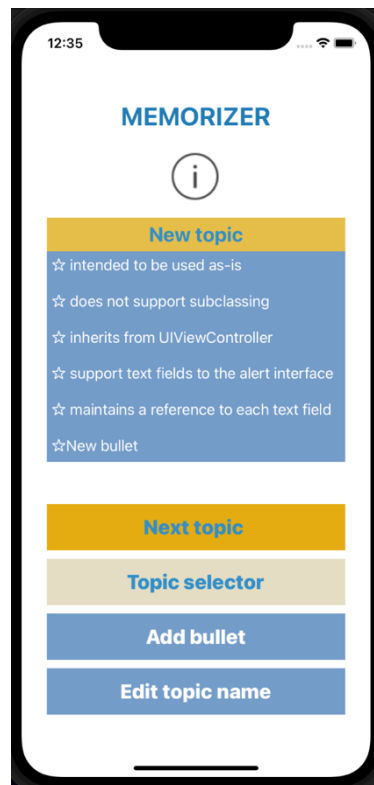 12:35
MEMORIZER
i
New topic
☆ intended to be used as-is
☆ does not support subclassing
☆ inherits from UIViewController
☆ support text fields to the alert interface
☆ maintains a reference to each text field
☆New bullet
Next topic
Topic selector
Add bullet
Edit topic name